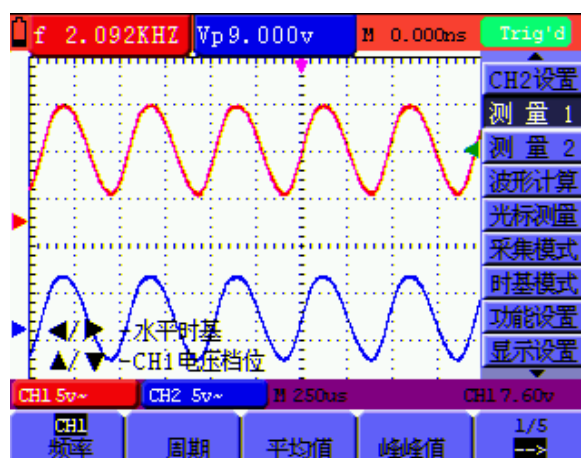 f 2.092KHZ Vp9.000v M 0.000ms Trig'd
CH2设置
测 量 1
测 量 2
波形计算
光标测量
采集模式
时基模式
功能设置
显示设置
◀/▶ -水平时基
▲/▼ -CH1电压档位
CH1 5v~ CH2 5v~ M 250us CH1 7.60v
CH1 频率 周期 平均值 峰峰值 1/5 -->